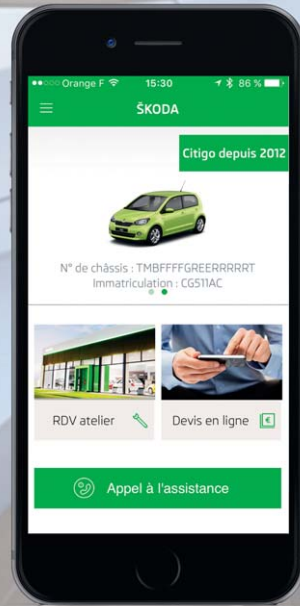 Orange F 15:30 86 %
ŠKODA
Citigo depuis 2012
N° de châssis : TMBFFFFGREERRRRRT
Immatriculation : CG511AC
RDV atelier
Devis en ligne €
Appel à l'assistance